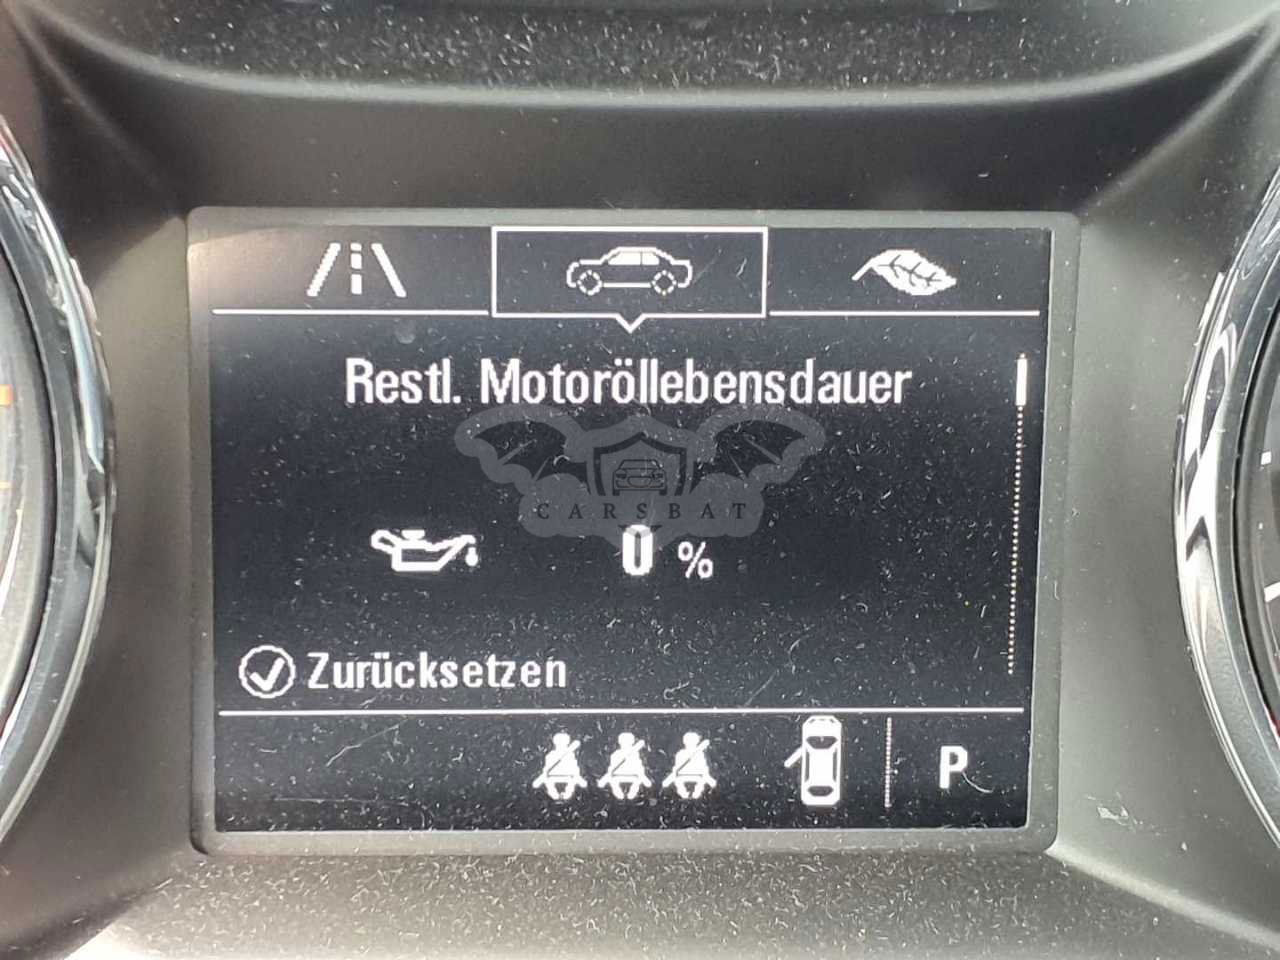 Restl. Motoröllebensdauer
CARSBAT
0 %
Zurücksetzen
P